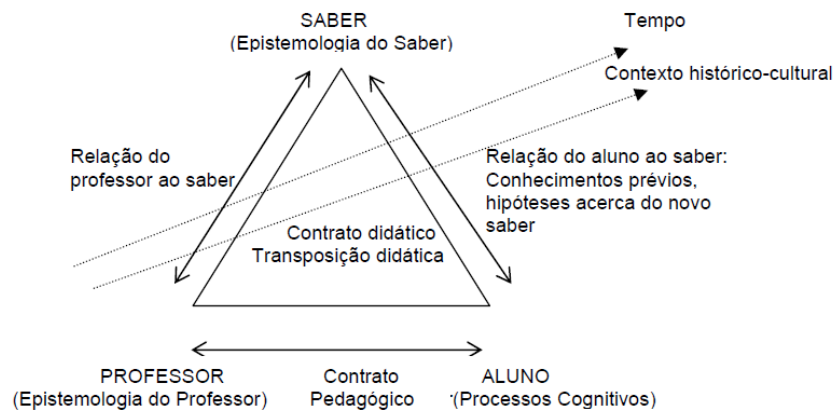 SABER
(Epistemologia do Saber)
Tempo
Contexto histórico-cultural
Relação do
professor ao saber
Relação do aluno ao saber:
Conhecimentos prévios,
hipóteses acerca do novo
saber
Contrato didático
Transposição didática
PROFESSOR
(Epistemologia do Professor)
Contrato
Pedagógico
ALUNO
(Processos Cognitivos)